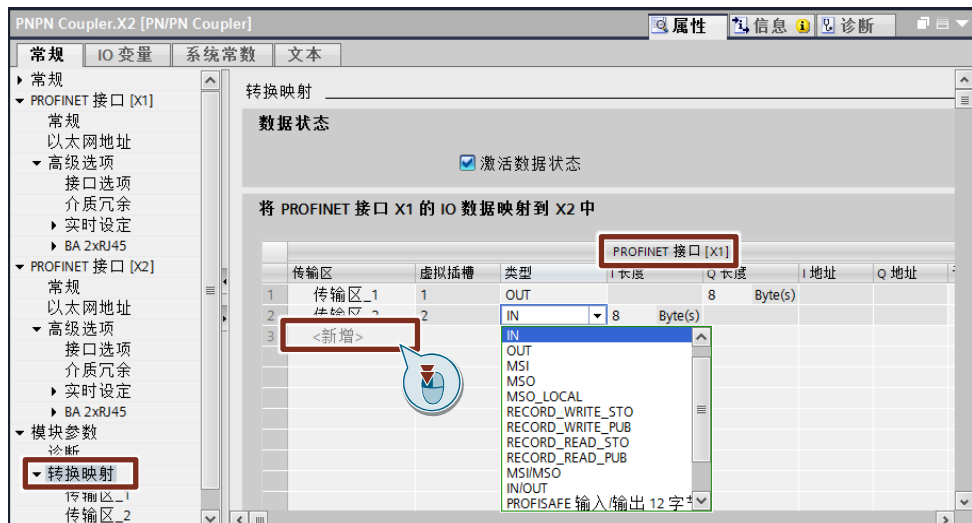 PNPN Coupler.X2 [PN/PN Coupler]
属性
信息
诊断
常规
IO 变量
系统常数
文本
常规
PROFINET 接口 [X1]
常规
以太网地址
高级选项
接口选项
介质冗余
实时设定
BA 2xRJ45
PROFINET 接口 [X2]
常规
以太网地址
高级选项
接口选项
介质冗余
实时设定
BA 2xRJ45
模块参数
诊断
转换映射
传输区_1
传输区_2
转换映射
数据状态
激活数据状态
将 PROFINET 接口 X1 的 IO 数据映射到 X2 中
PROFINET 接口 [X1]
传输区 虚拟插槽 类型 I 长度 Q 长度 I 地址 Q 地址
1 传输区_1 1 OUT 8 Byte(s)
2 传输区_2 2 IN 8 Byte(s)
3 <新增>
IN
OUT
MSI
MSO
MSO_LOCAL
RECORD_WRITE_STO
RECORD_WRITE_PUB
RECORD_READ_STO
RECORD_READ_PUB
MSI/MSO
IN/OUT
PROFISAFE 输入/输出 12 字